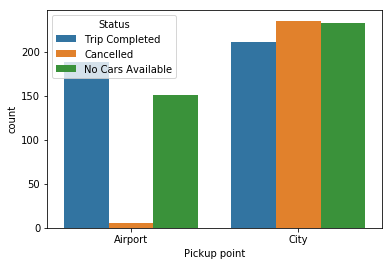 Status
Trip Completed
Cancelled
No Cars Available
200
150
100
50
0
count
Airport
City
Pickup point